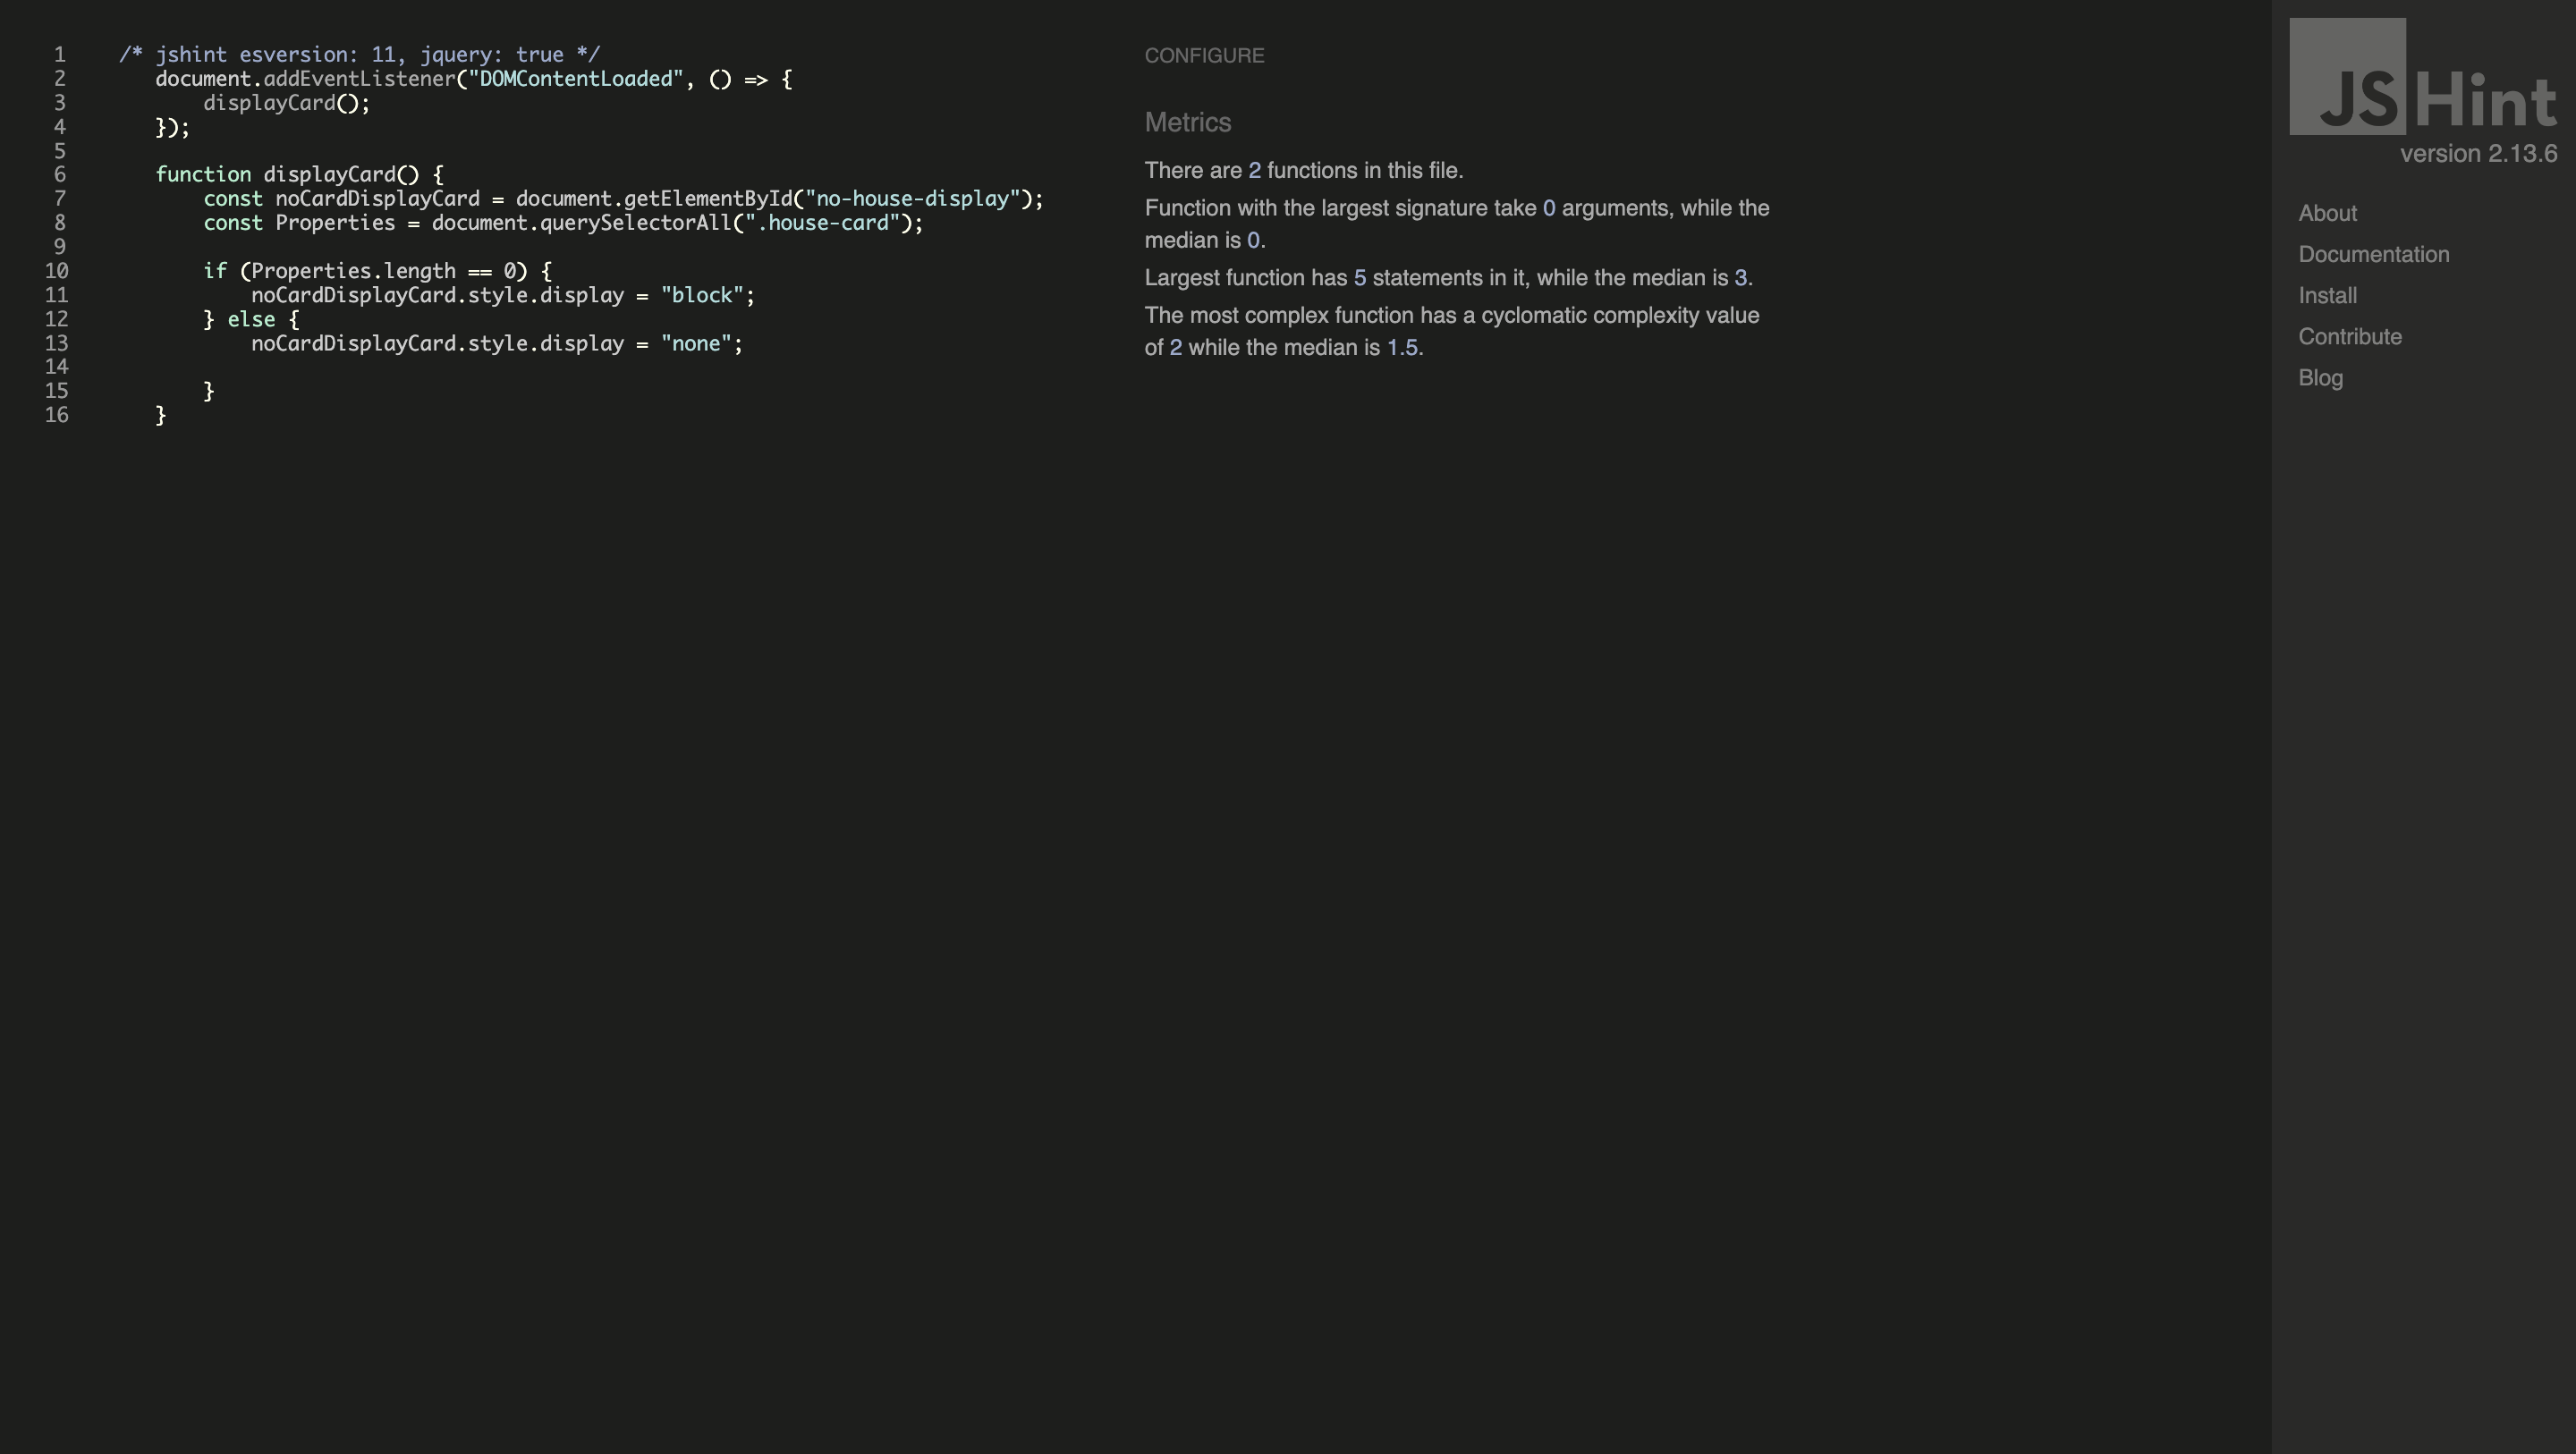 1 /* jshint esversion: 11, jquery: true */
2 document.addEventListener("DOMContentLoaded", () => {
3 displayCard();
4 });
5
6 function displayCard() {
7 const noCardDisplayCard = document.getElementById("no-house-display");
8 const Properties = document.querySelectorAll(".house-card");
9
10 if (Properties.length == 0) {
11 noCardDisplayCard.style.display = "block";
12 } else {
13 noCardDisplayCard.style.display = "none";
14
15 }
16 }
CONFIGURE
Metrics
There are 2 functions in this file.
Function with the largest signature take 0 arguments, while the
median is 0.
Largest function has 5 statements in it, while the median is 3.
The most complex function has a cyclomatic complexity value
of 2 while the median is 1.5.
JSHint
version 2.13.6
About
Documentation
Install
Contribute
Blog